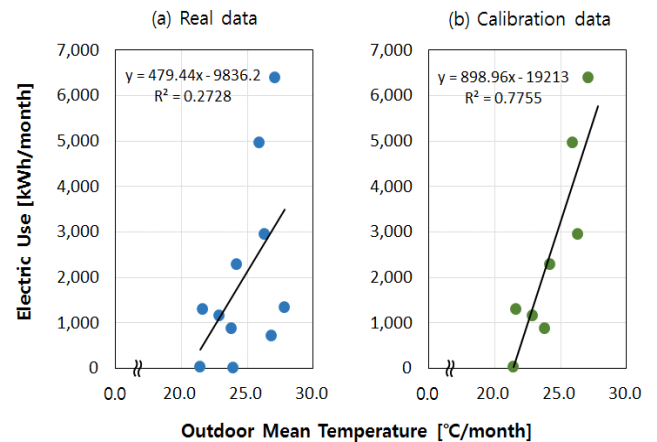 (a) Real data
(b) Calibration data
Electric Use [kWh/month]
7,000
6,000
5,000
4,000
3,000
2,000
1,000
0
0.0 20.0 25.0 30.0
y = 479.44x - 9836.2
R² = 0.2728
7,000
6,000
5,000
4,000
3,000
2,000
1,000
0
0.0 20.0 25.0 30.0
y = 898.96x - 19213
R² = 0.7755
Outdoor Mean Temperature [℃/month]